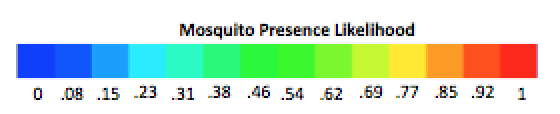 Mosquito Presence Likelihood
0 .08 .15 .23 .31 .38 .46 .54 .62 .69 .77 .85 .92 1